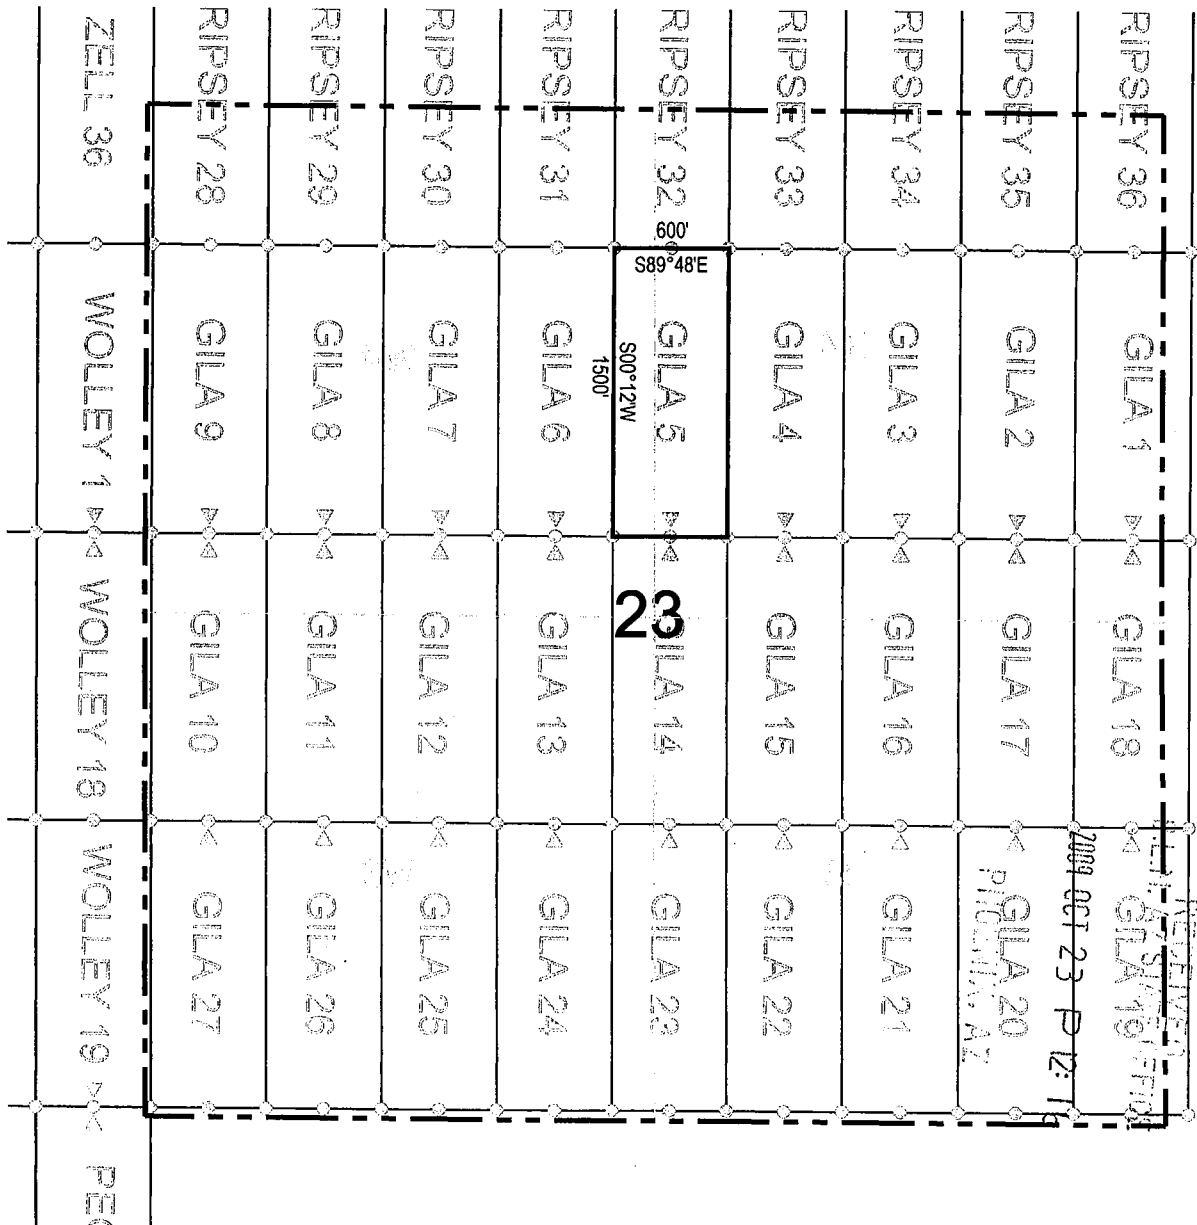 ZELL 36
RIPSEY 28
RIPSEY 29
RIPSEY 30
RIPSEY 31
RIPSEY 32
RIPSEY 33
RIPSEY 34
RIPSEY 35
RIPSEY 36
600'
S89°48'E
WOLLEY 1
GILA 9
GILA 8
GILA 7
GILA 6
S00°12'W
1500'
GILA 5
GILA 4
GILA 3
GILA 2
GILA 1
23
WOLLEY 18
GILA 10
GILA 11
GILA 12
GILA 13
GILA 14
GILA 15
GILA 16
GILA 17
GILA 18
WOLLEY 19
GILA 27
GILA 26
GILA 25
GILA 24
GILA 23
GILA 22
GILA 21
GILA 20
GILA 19
RECEIVED
2009 OCT 23 P 12:
PHOENIX, AZ